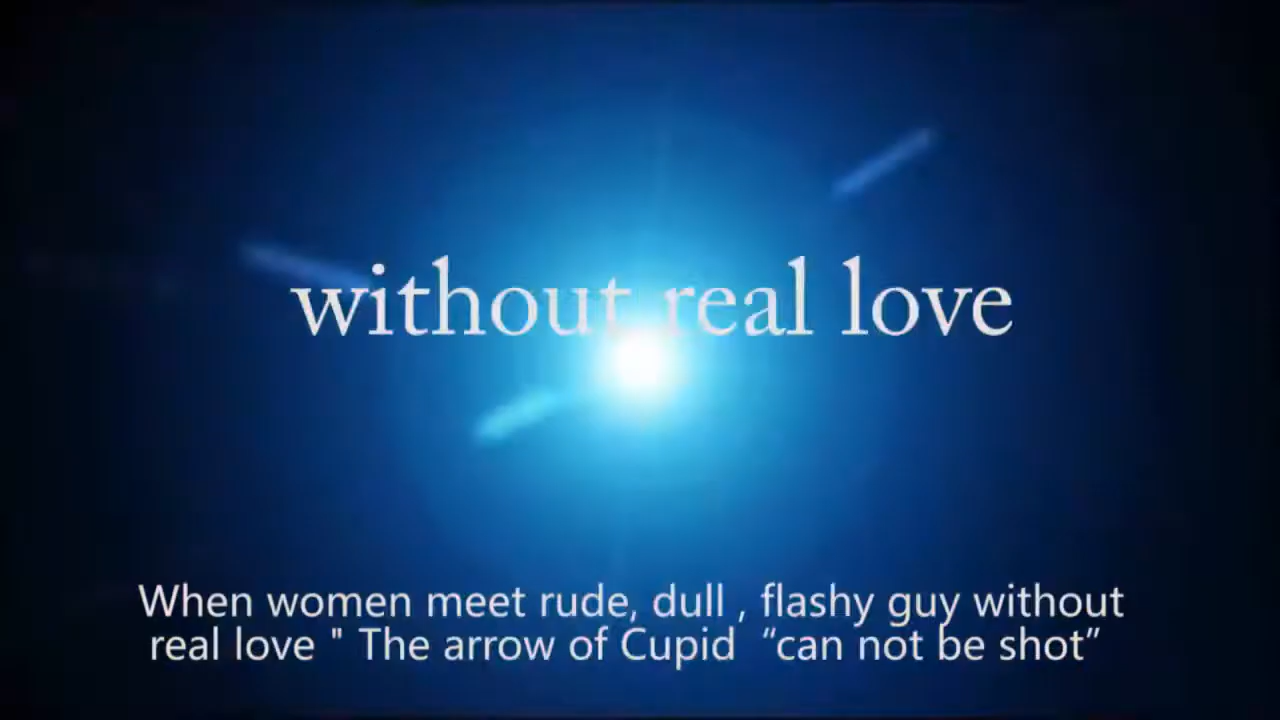 without real love
When women meet rude, dull , flashy guy without
real love " The arrow of Cupid “can not be shot”